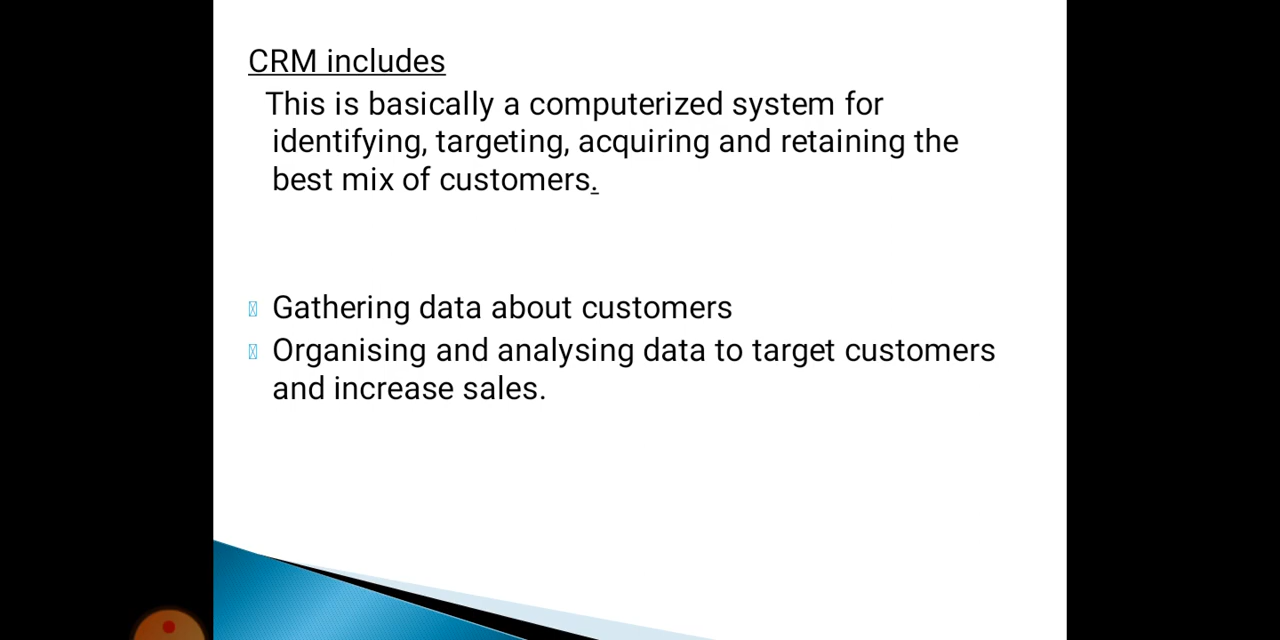 CRM includes
This is basically a computerized system for
identifying, targeting, acquiring and retaining the
best mix of customers.
Gathering data about customers
Organising and analysing data to target customers
and increase sales.